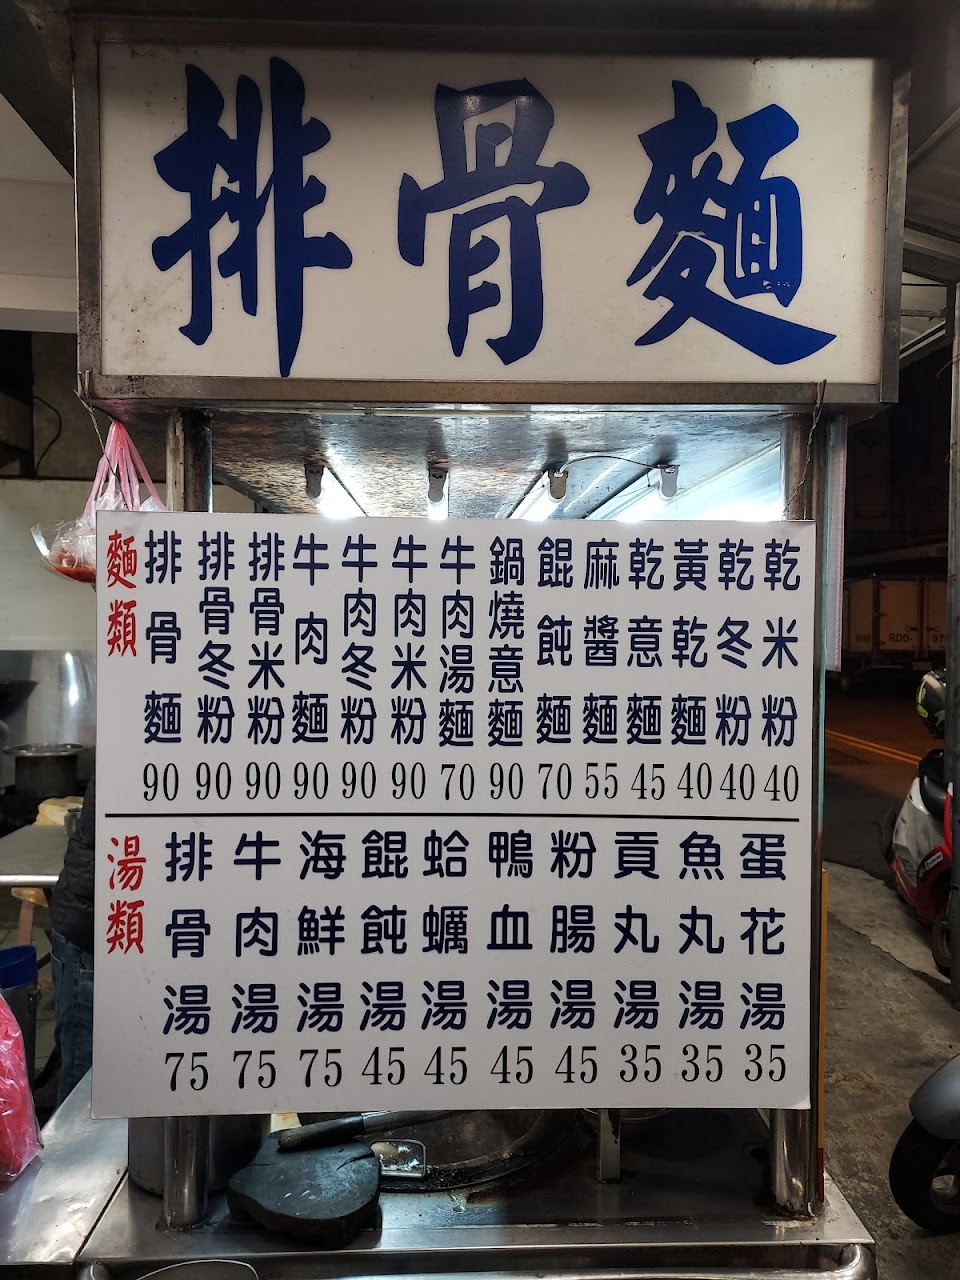 排骨麵
麵類
排骨麵 90
排骨冬粉 90
排骨米粉 90
牛肉麵 90
牛肉冬粉 90
牛肉米粉 90
牛肉湯麵 70
鍋燒意麵 90
餛飩麵 70
麻醬麵 55
乾意麵 45
黃乾麵 40
乾冬粉 40
乾米粉 40
湯類
排骨湯 75
牛肉湯 75
海鮮湯 75
餛飩湯 45
蛤蠣湯 45
鴨血湯 45
粉腸湯 45
貢丸湯 35
魚丸湯 35
蛋花湯 35